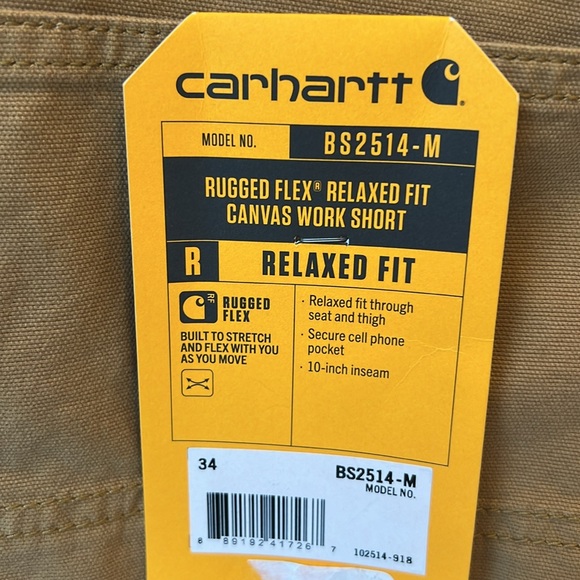 carhartt
MODEL NO. BS2514-M
RUGGED FLEX® RELAXED FIT
CANVAS WORK SHORT
R RELAXED FIT
RF
RUGGED
FLEX
BUILT TO STRETCH
AND FLEX WITH YOU
AS YOU MOVE
· Relaxed fit through
seat and thigh
· Secure cell phone
pocket
· 10-inch inseam
34 BS2514-M
MODEL NO.
6 89192 41726 7
102514-918